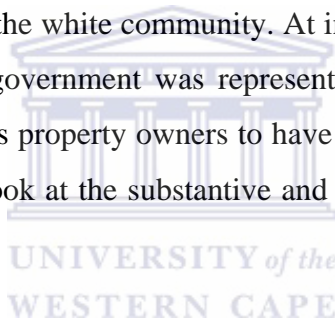 the white community. At i
government was represent
s property owners to have
ook at the substantive and
UNIVERSITY of the
WESTERN CAPE